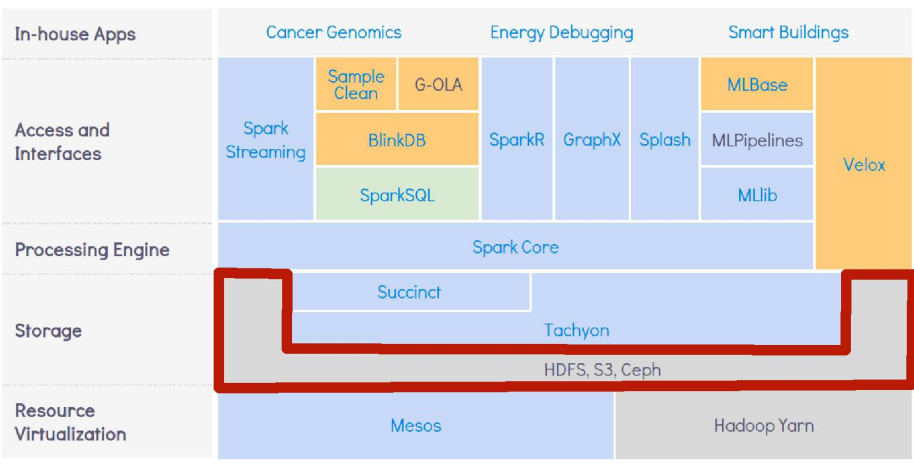 In-house Apps
Cancer Genomics
Energy Debugging
Smart Buildings
Access and
Interfaces
Spark
Streaming
Sample
Clean
G-OLA
BlinkDB
SparkSQL
SparkR
GraphX
Splash
MLBase
MLPipelines
MLlib
Velox
Processing Engine
Spark Core
Storage
Succinct
Tachyon
HDFS, S3, Ceph
Resource
Virtualization
Mesos
Hadoop Yarn